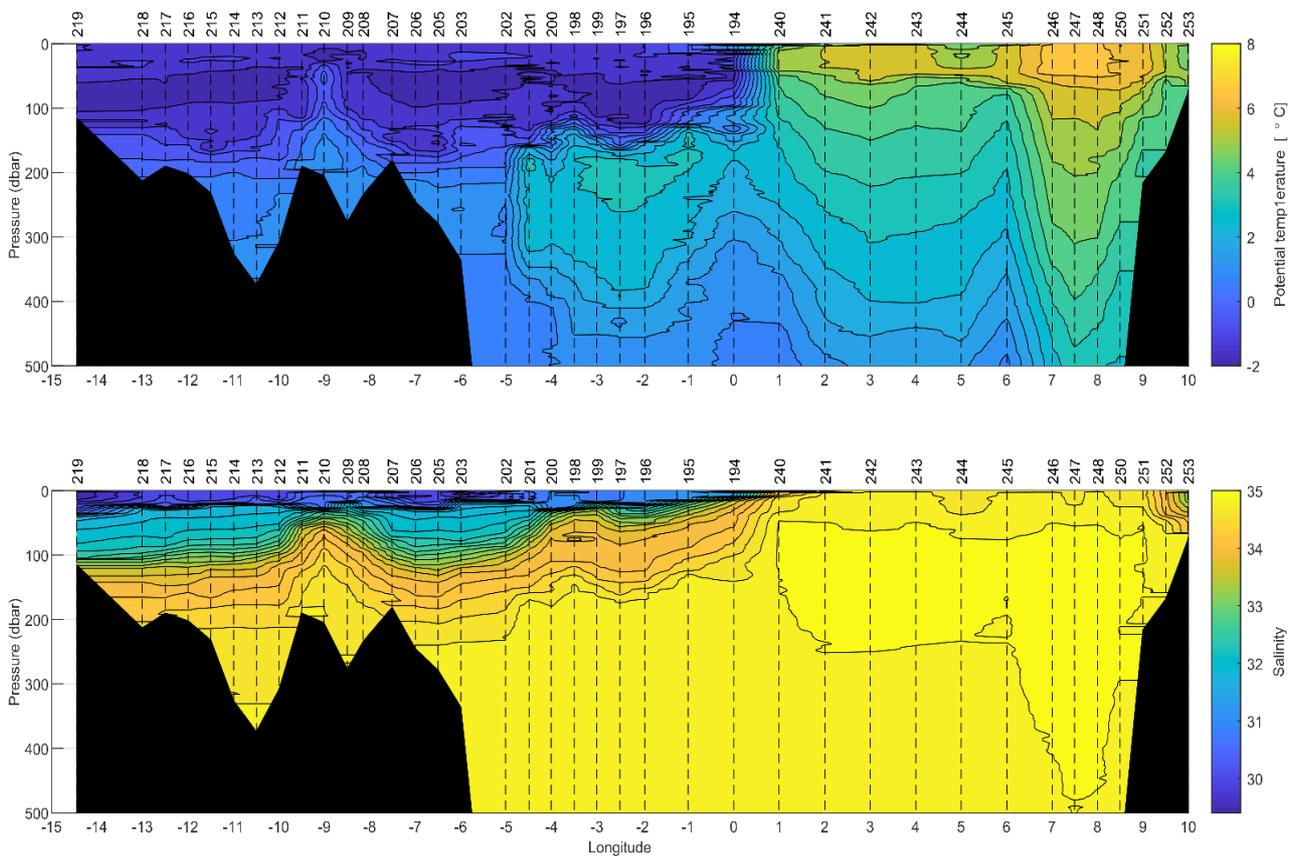 219 218 217 216 215 214 213 212 211 210 209 208 207 206 205 203 202 201 200 198 199 197 196 195 194 240 241 242 243 244 245 246 247 248 250 251 252 253
0
100
200
300
400
500
Pressure (dbar)
-15 -14 -13 -12 -11 -10 -9 -8 -7 -6 -5 -4 -3 -2 -1 0 1 2 3 4 5 6 7 8 9 10
8
6
4
2
0
-2
Potential temp1erature [ ° C]
219 218 217 216 215 214 213 212 211 210 209 208 207 206 205 203 202 201 200 198 199 197 196 195 194 240 241 242 243 244 245 246 247 248 250 251 252 253
0
100
200
300
400
500
Pressure (dbar)
-15 -14 -13 -12 -11 -10 -9 -8 -7 -6 -5 -4 -3 -2 -1 0 1 2 3 4 5 6 7 8 9 10
Longitude
35
34
33
32
31
30
Salinity